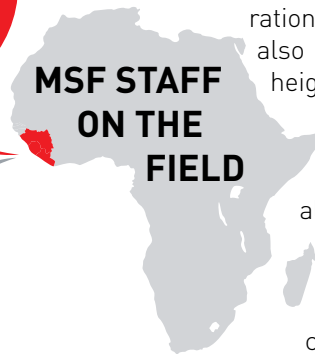 ration
also
heig
MSF STAFF
ON THE
FIELD
a
o